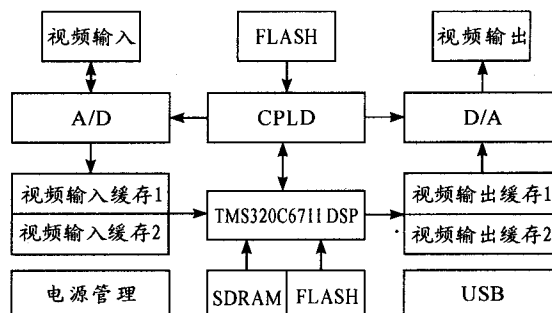 视频输入
FLASH
视频输出
A/D
CPLD
D/A
视频输入缓存1
视频输入缓存2
TMS320C6711 DSP
视频输出缓存1
视频输出缓存2
电源管理
SDRAM
FLASH
USB